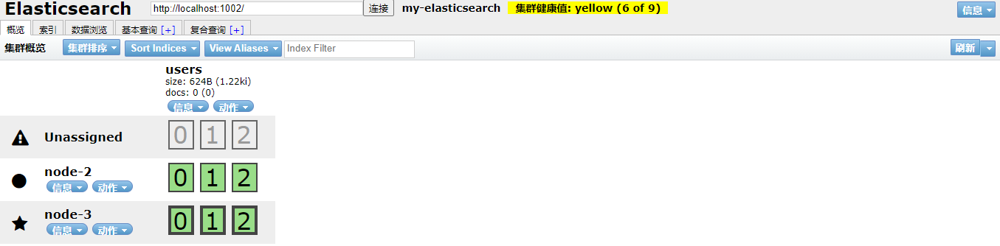 Elasticsearch http://localhost:1002/ 连接 my-elasticsearch 集群健康值: yellow (6 of 9) 信息
概览 索引 数据浏览 基本查询 [+] 复合查询 [+]
集群概览 集群排序 Sort Indices View Aliases Index Filter 刷新
users
size: 624B (1.22ki)
docs: 0 (0)
信息 动作
Unassigned 0 1 2
node-2 0 1 2
信息 动作
node-3 0 1 2
信息 动作